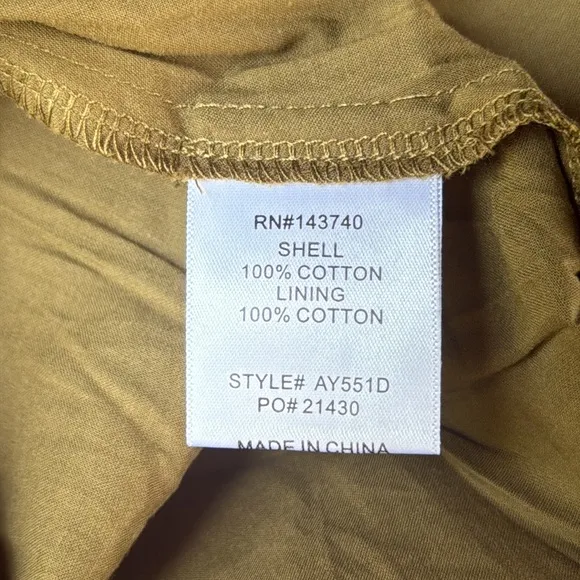 RN#143740
SHELL
100% COTTON
LINING
100% COTTON
STYLE# AY551D
PO# 21430
MADE IN CHINA